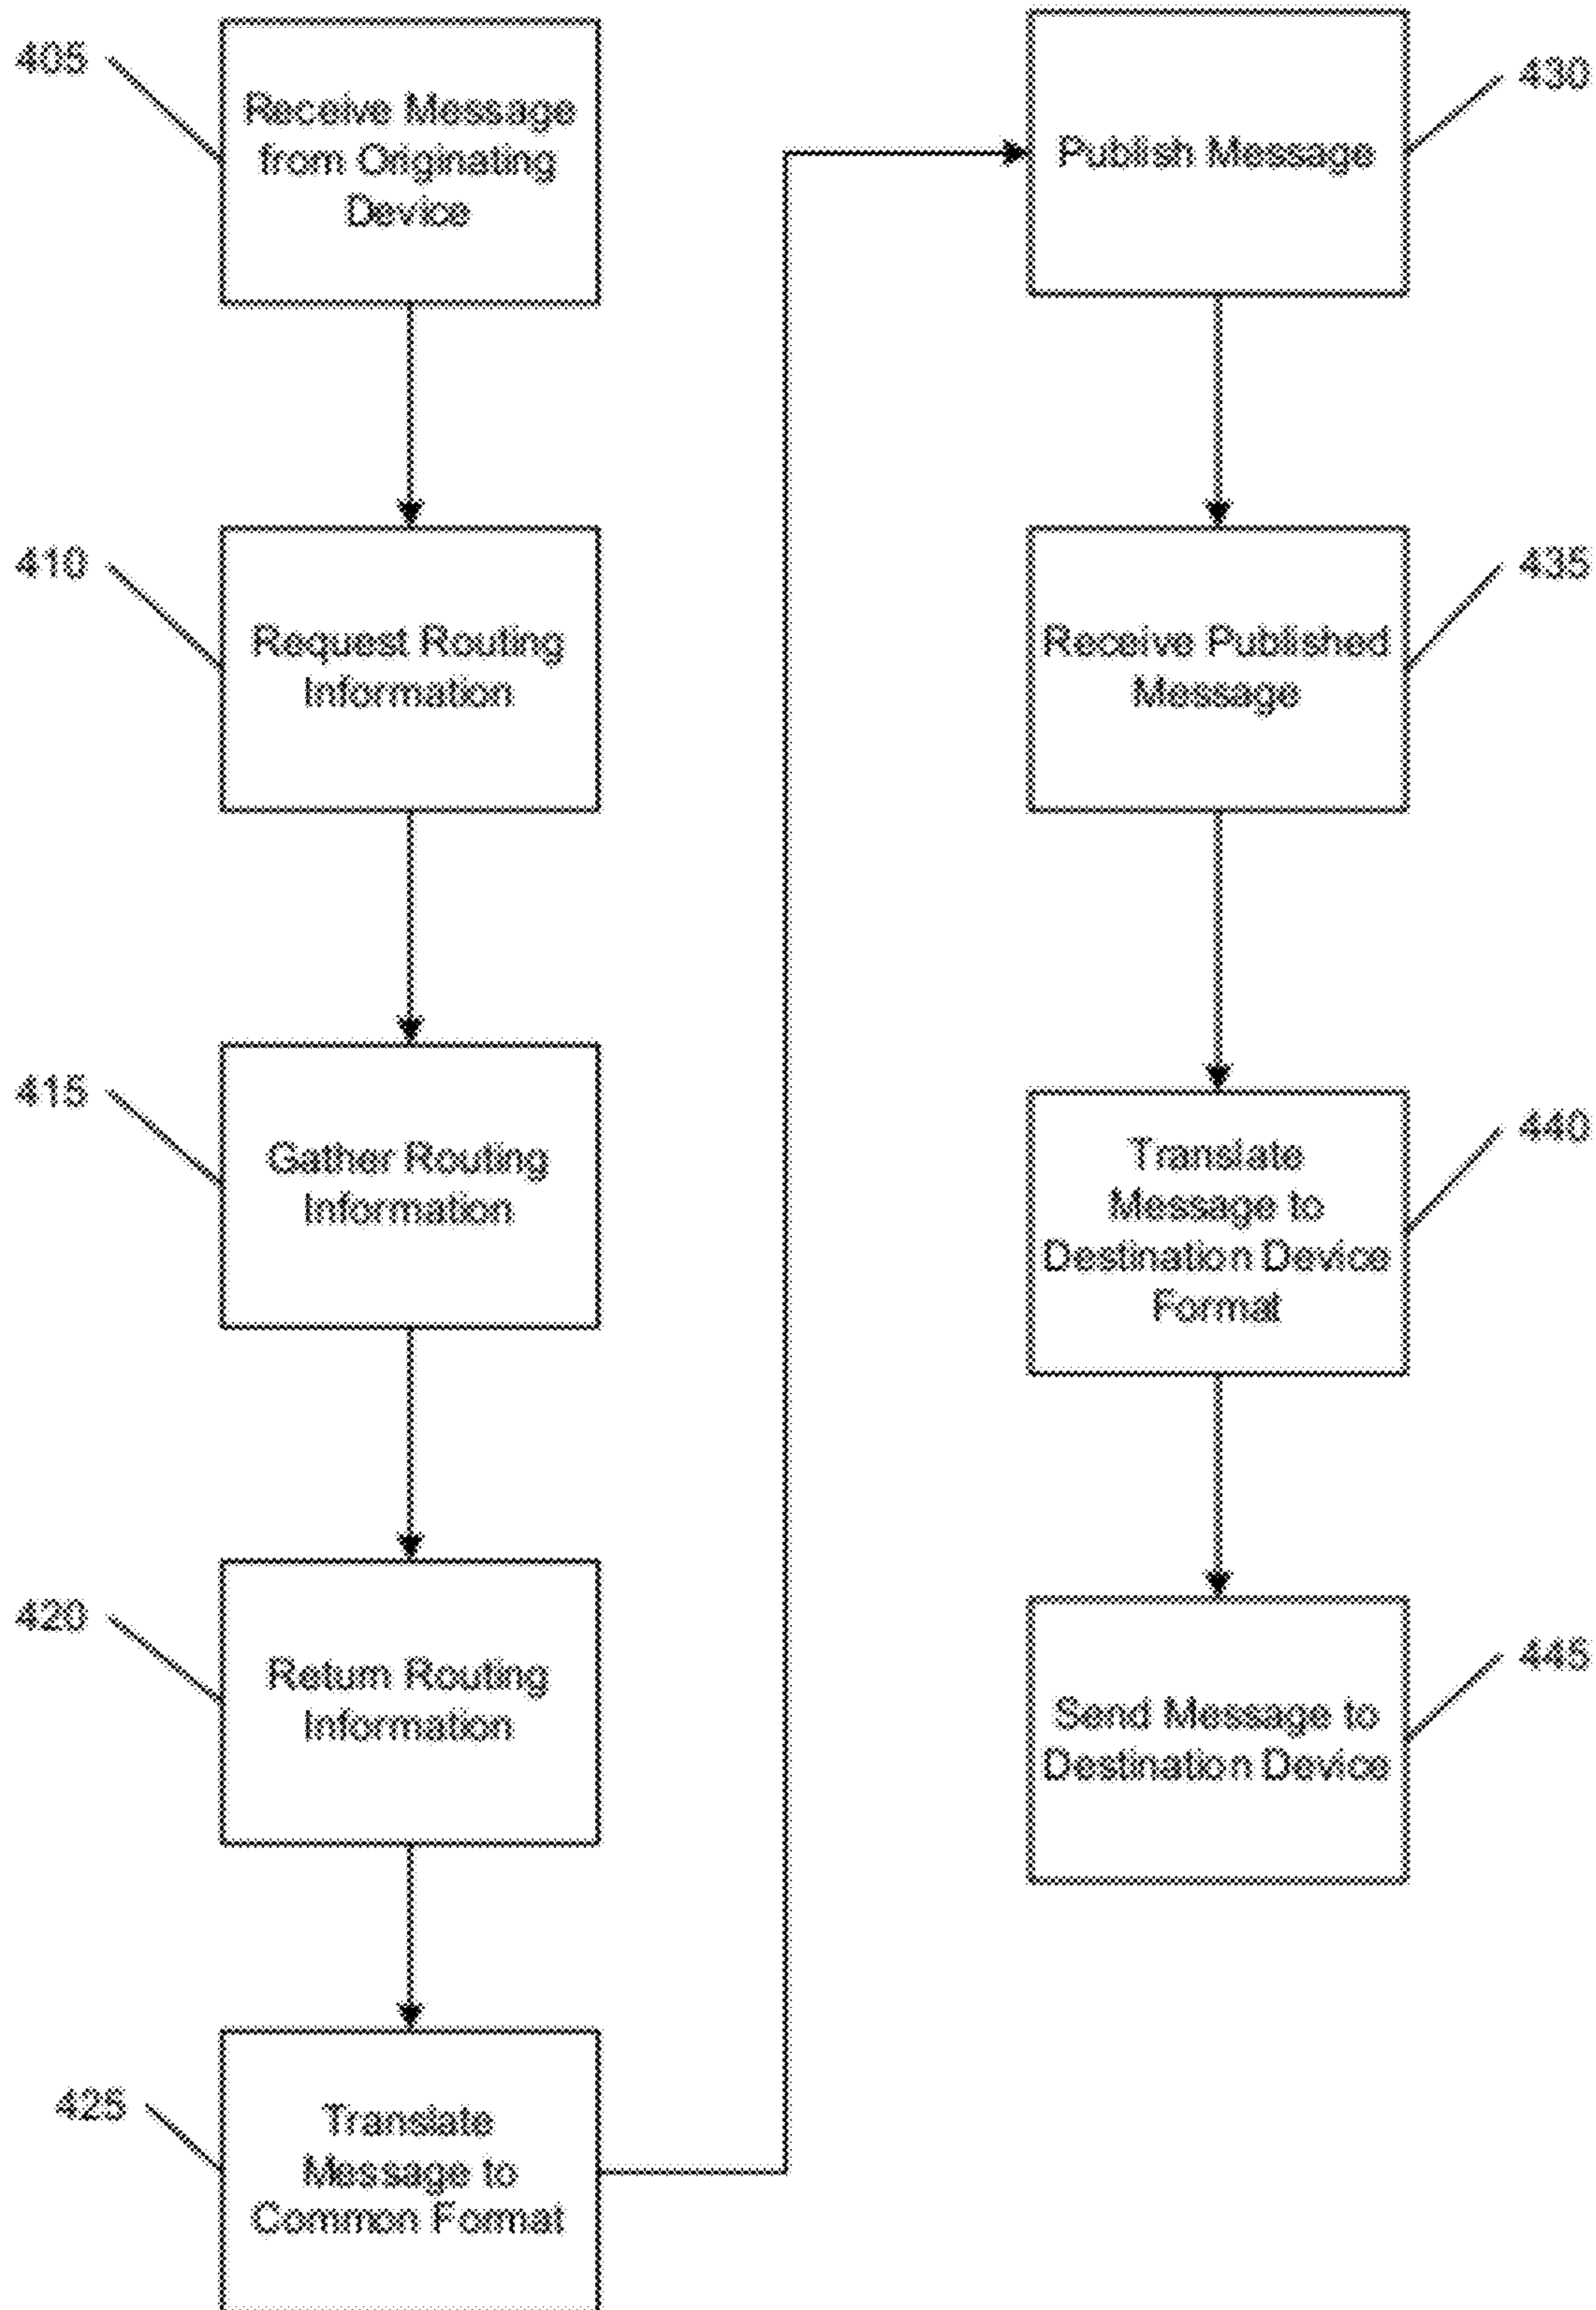 405
Receive Message
from Originating
Device
410
Request Routing
Information
415
Gather Routing
Information
420
Return Routing
Information
425
Translate
Message to
Common Format
430
Publish Message
435
Receive Published
Message
440
Translate
Message to
Destination Device
Format
445
Send Message to
Destination Device